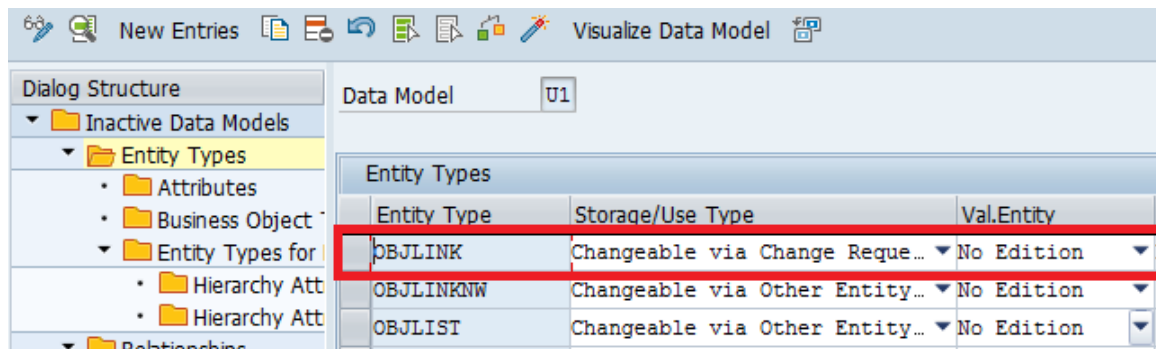 New Entries Visualize Data Model
Dialog Structure
Inactive Data Models
Entity Types
Attributes
Business Object
Entity Types for
Hierarchy Att
Hierarchy Att
Relationships
Data Model U1
Entity Types
Entity Type Storage/Use Type Val.Entity
OBJLINK Changeable via Change Reque… No Edition
OBJLINKNW Changeable via Other Entity… No Edition
OBJLIST Changeable via Other Entity… No Edition